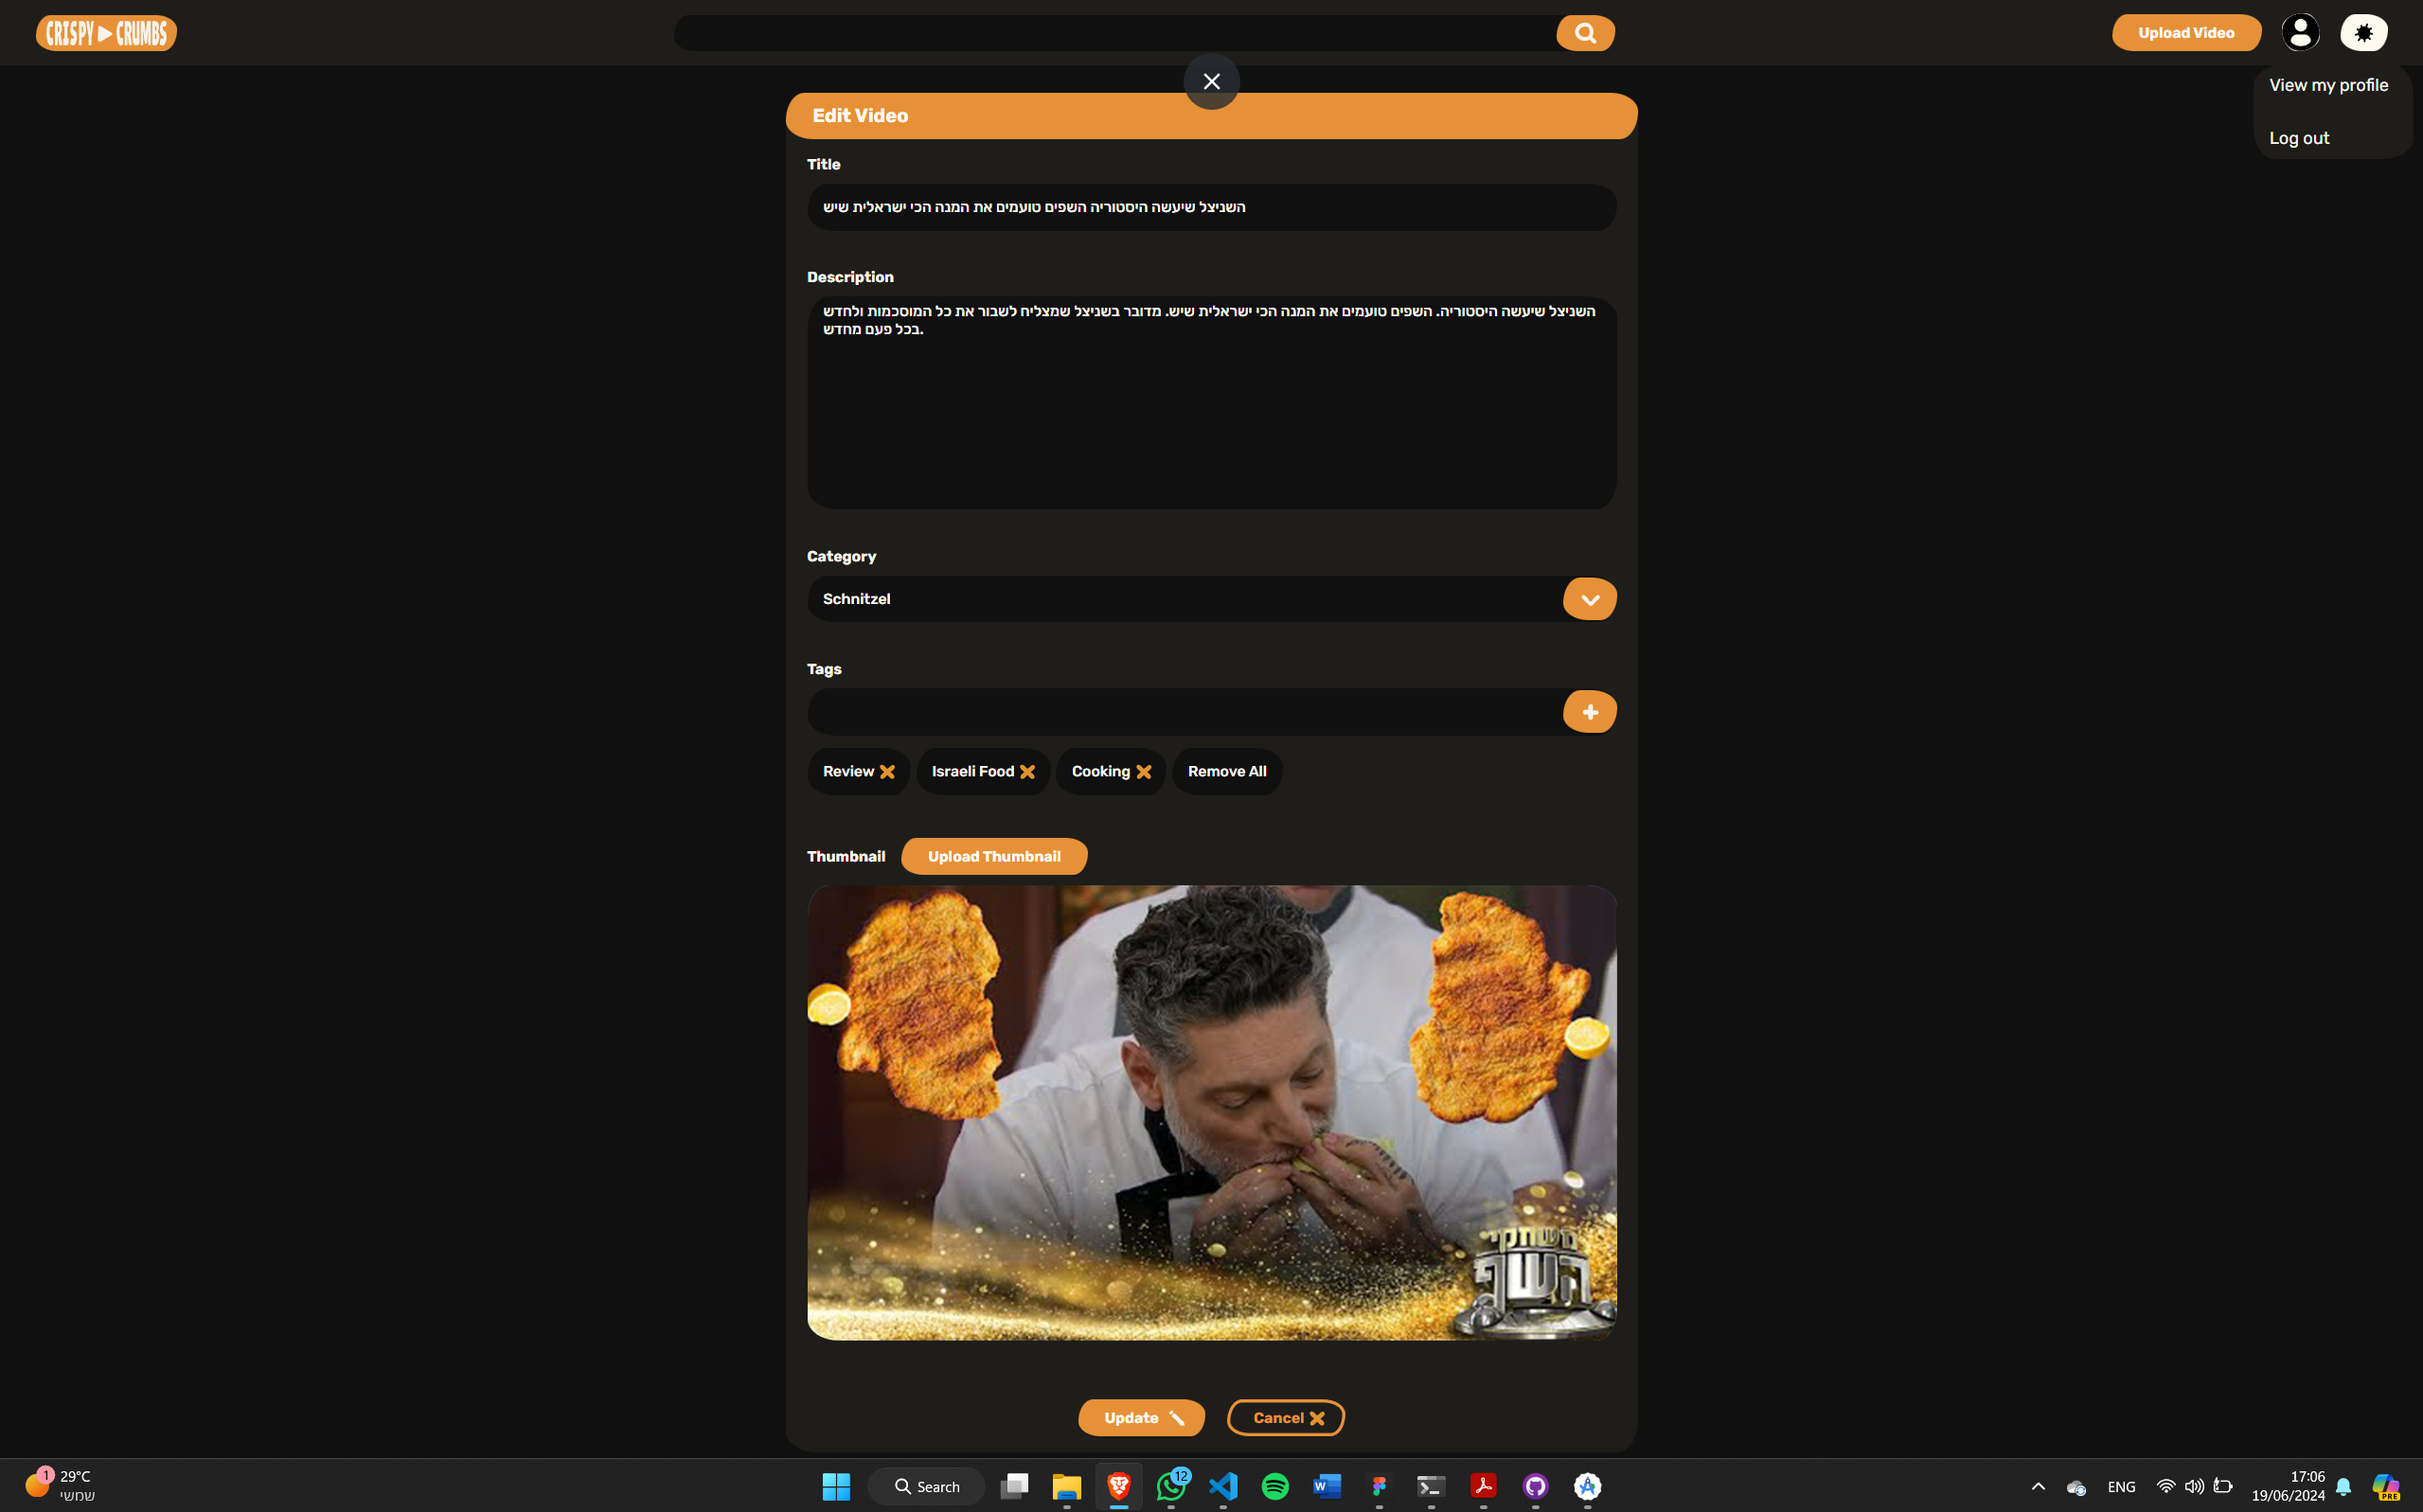 CRISPY CRUMBS
Upload Video
View my profile
Log out
Edit Video
Title
השניצל שיעשה היסטוריה השפים טועמים את המנה הכי ישראלית שיש
Description
השניצל שיעשה היסטוריה. השפים טועמים את המנה הכי ישראלית שיש. מדובר בשניצל שמצליח לשבור את כל המוסכמות ולחדש
בכל פעם מחדש.
Category
Schnitzel
Tags
Review Israeli Food Cooking Remove All
Thumbnail Upload Thumbnail
משחקי
השף
Update Cancel
1 29°C
שמשי
Search
12
ENG
17:06
19/06/2024
PRE